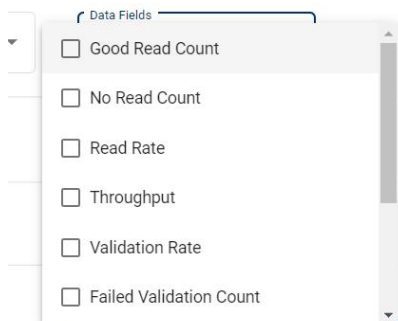 Data Fields
Good Read Count
No Read Count
Read Rate
Throughput
Validation Rate
Failed Validation Count